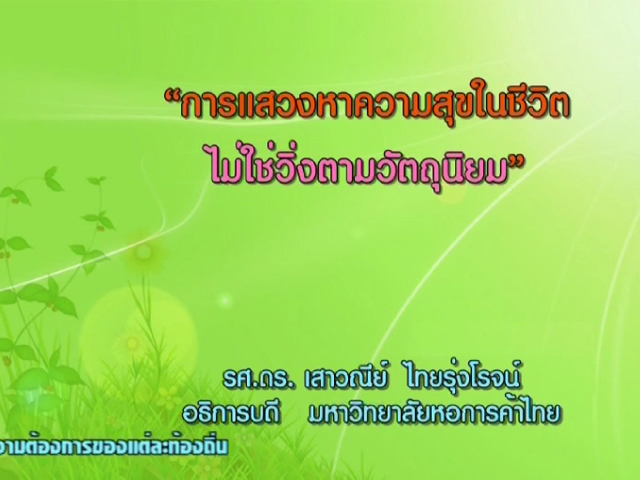 “การแสวงหาความสุขในชีวิต
ไม่ใช่วิ่งตามวัตถุนิยม”
รศ.ดร. เสาวณีย์ ไทยรุ่งโรจน์
อธิการบดี มหาวิทยาลัยหอการค้าไทย
วามต้องการของแต่ละท้องถิ่น